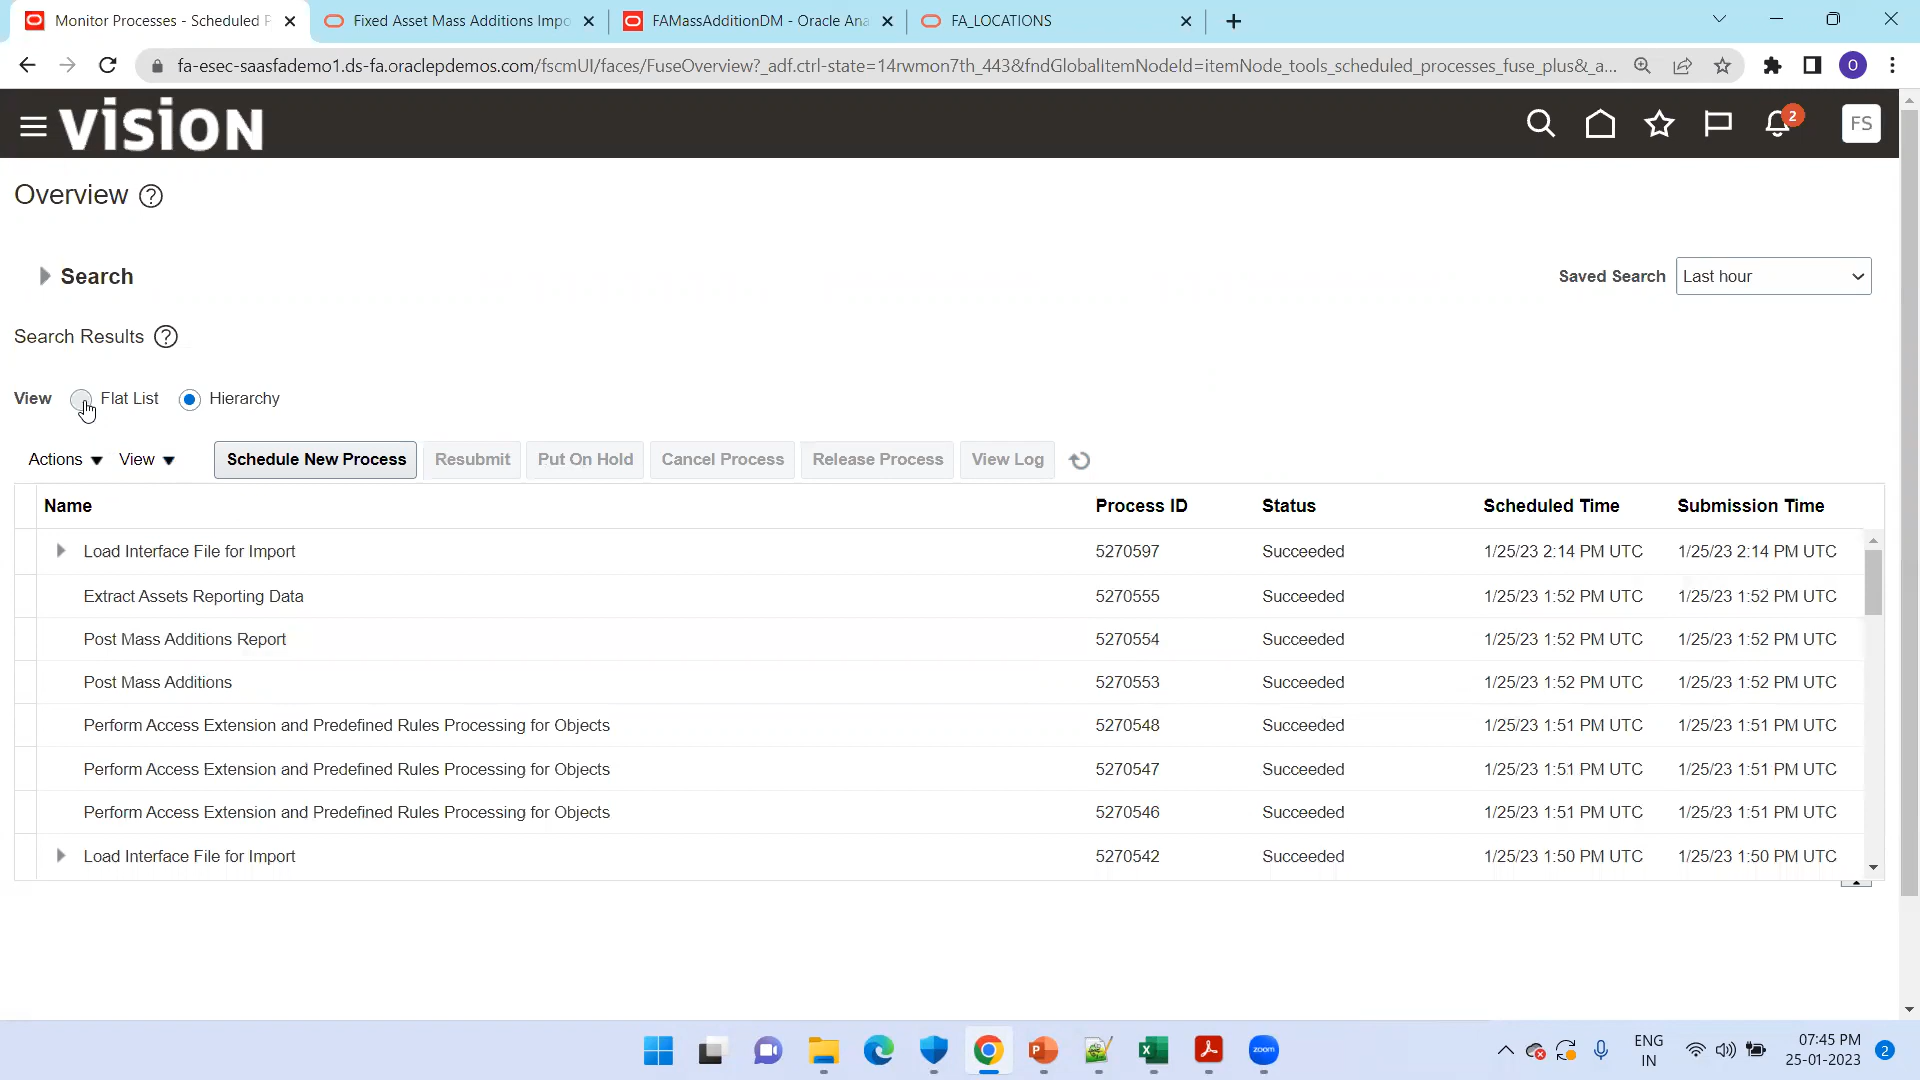 Monitor Processes - Scheduled P
Fixed Asset Mass Additions Impo
FAMassAdditionDM - Oracle Ana
FA_LOCATIONS
fa-esec-saasfademo1.ds-fa.oraclepdemos.com/fscmUI/faces/FuseOverview?_adf.ctrl-state=14rwmon7th_443&fndGlobalItemNodeId=itemNode_tools_scheduled_processes_fuse_plus&_a...
O
VISION
2
FS
Overview ?
Search
Saved Search Last hour
Search Results ?
View Flat List Hierarchy
Actions View Schedule New Process Resubmit Put On Hold Cancel Process Release Process View Log
Name Process ID Status Scheduled Time Submission Time
Load Interface File for Import 5270597 Succeeded 1/25/23 2:14 PM UTC 1/25/23 2:14 PM UTC
Extract Assets Reporting Data 5270555 Succeeded 1/25/23 1:52 PM UTC 1/25/23 1:52 PM UTC
Post Mass Additions Report 5270554 Succeeded 1/25/23 1:52 PM UTC 1/25/23 1:52 PM UTC
Post Mass Additions 5270553 Succeeded 1/25/23 1:52 PM UTC 1/25/23 1:52 PM UTC
Perform Access Extension and Predefined Rules Processing for Objects 5270548 Succeeded 1/25/23 1:51 PM UTC 1/25/23 1:51 PM UTC
Perform Access Extension and Predefined Rules Processing for Objects 5270547 Succeeded 1/25/23 1:51 PM UTC 1/25/23 1:51 PM UTC
Perform Access Extension and Predefined Rules Processing for Objects 5270546 Succeeded 1/25/23 1:51 PM UTC 1/25/23 1:51 PM UTC
Load Interface File for Import 5270542 Succeeded 1/25/23 1:50 PM UTC 1/25/23 1:50 PM UTC
zoom
ENG
IN
07:45 PM
25-01-2023
2